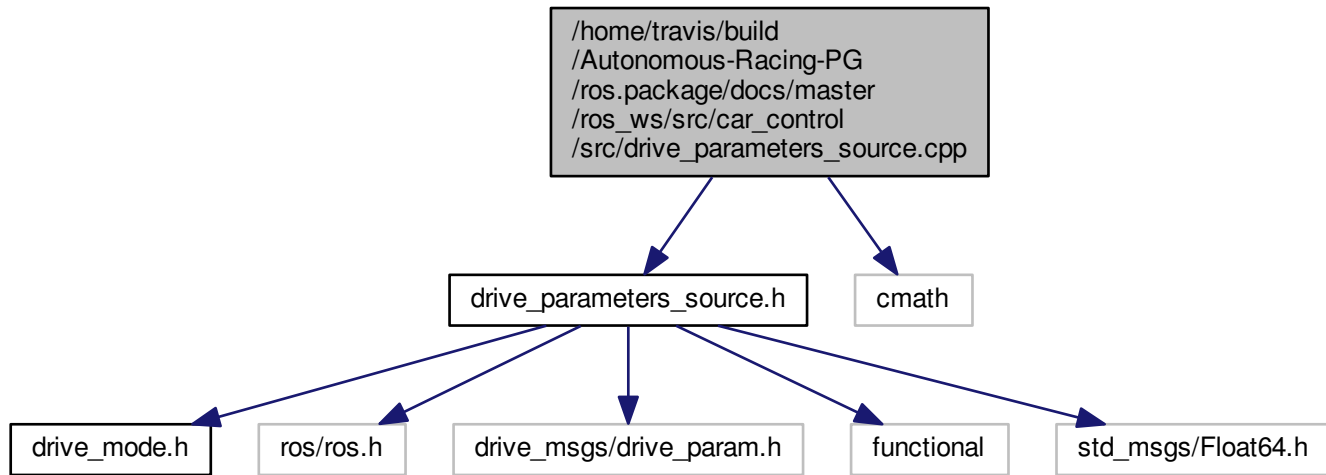 /home/travis/build
/Autonomous-Racing-PG
/ros.package/docs/master
/ros_ws/src/car_control
/src/drive_parameters_source.cpp
drive_parameters_source.h
cmath
drive_mode.h
ros/ros.h
drive_msgs/drive_param.h
functional
std_msgs/Float64.h